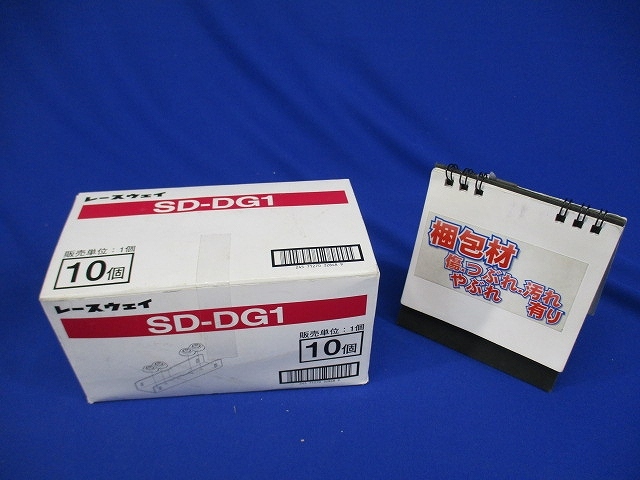 レースウェイ
SD-DG1
販売単位：1個
10個
レースウェイ
SD-DG1
販売単位：1個
10個
梱包材
傷・つぶれ・汚れ
やぶれ 有り